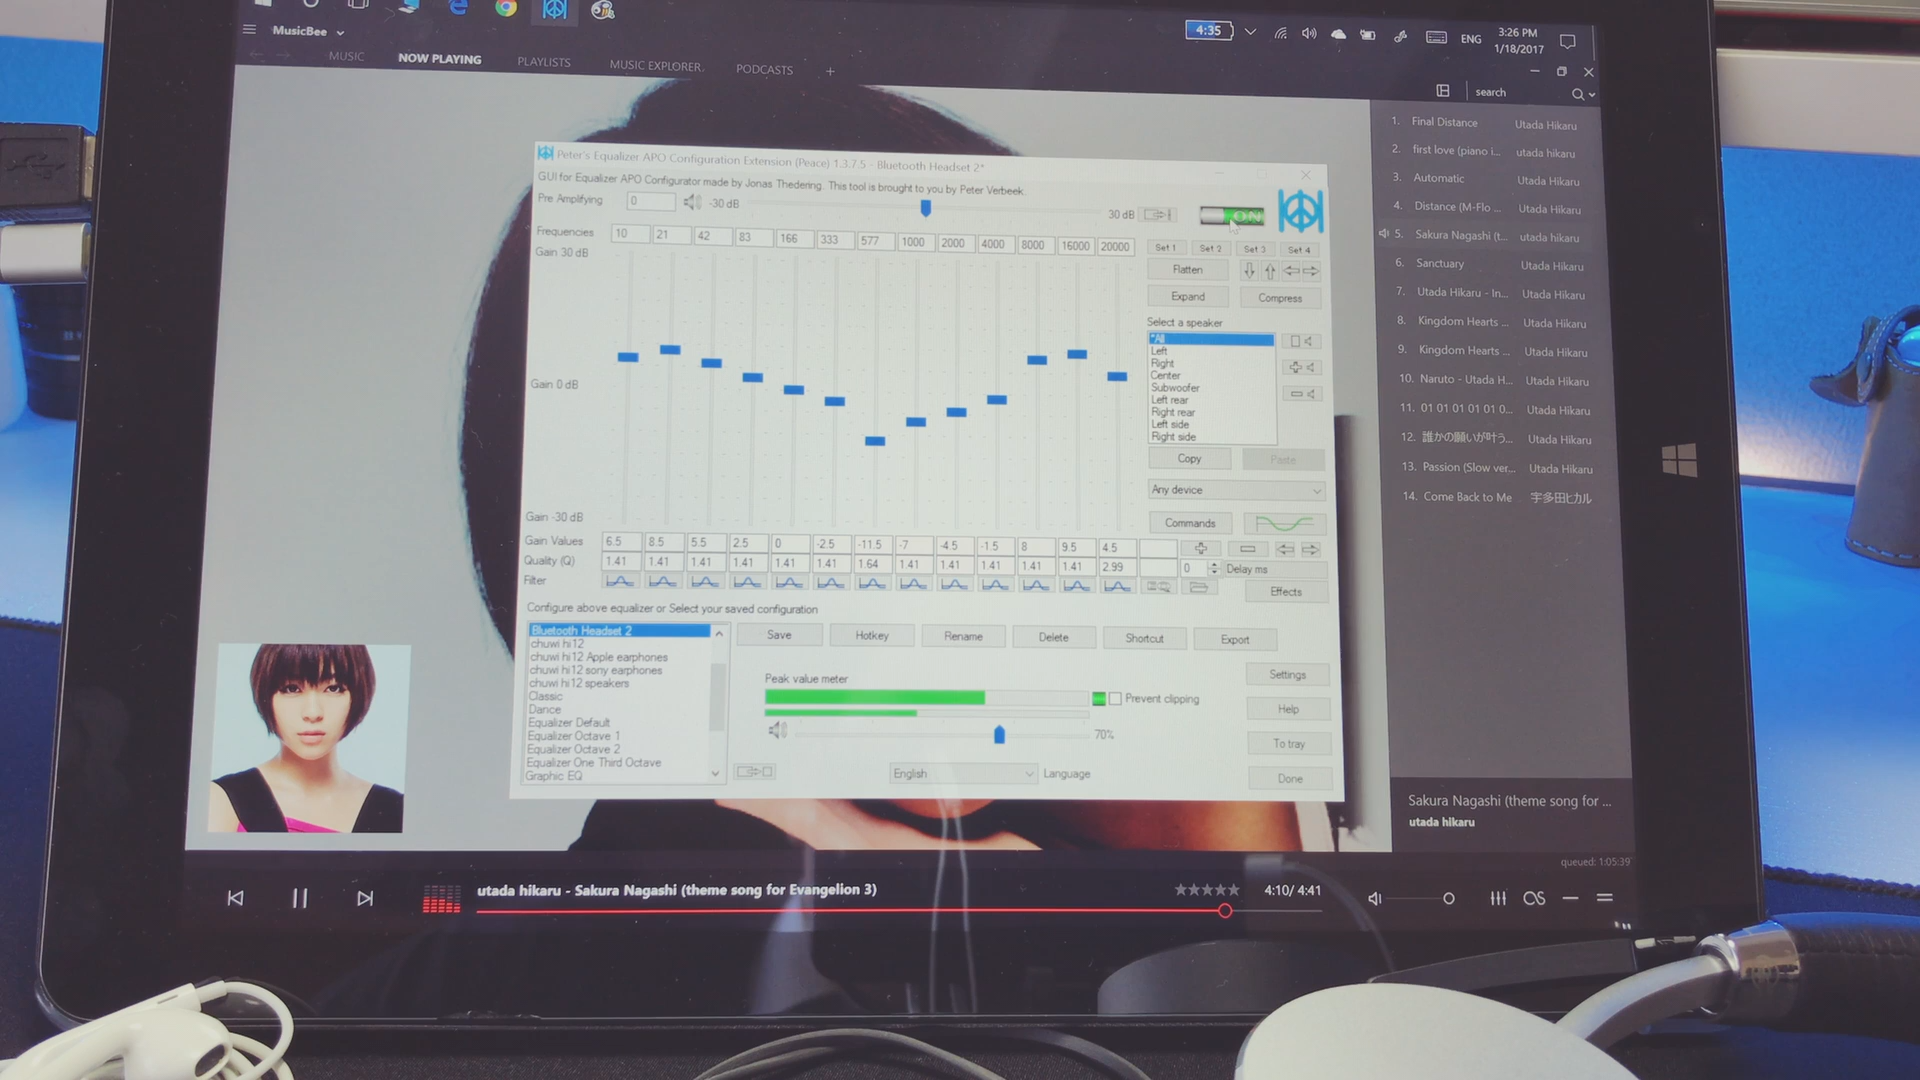 4:35
ENG
3:26 PM
1/18/2017
MusicBee
MUSIC
NOW PLAYING
PLAYLISTS
MUSIC EXPLORER
PODCASTS
+
search
Peter's Equalizer APO Configuration Extension (Peace) 1.3.7.5 - Bluetooth Headset 2*
GUI for Equalizer APO Configurator made by Jonas Thedering. This tool is brought to you by Peter Verbeek.
Pre Amplifying 0 -30 dB 30 dB ON
Frequencies 10 21 42 83 166 333 577 1000 2000 4000 8000 16000 20000
Set 1 Set 2 Set 3 Set 4
Gain 30 dB
Flatten
Expand Compress
Select a speaker
*All
Left
Right
Center
Subwoofer
Left rear
Right rear
Left side
Right side
Gain 0 dB
Copy Paste
Any device
Gain -30 dB
Commands
Gain Values 6.5 8.5 5.5 2.5 0 -2.5 -11.5 -7 -4.5 -1.5 8 9.5 4.5
Quality (Q) 1.41 1.41 1.41 1.41 1.41 1.41 1.64 1.41 1.41 1.41 1.41 1.41 2.99 0 Delay ms
Filter
Effects
Configure above equalizer or Select your saved configuration
Bluetooth Headset 2
chuwi hi12
chuwi hi12 Apple earphones
chuwi hi12 sony earphones
chuwi hi12 speakers
Classic
Dance
Equalizer Default
Equalizer Octave 1
Equalizer Octave 2
Equalizer One Third Octave
Graphic EQ
Save Hotkey Rename Delete Shortcut Export
Peak value meter
Prevent clipping
70%
English Language
Settings
Help
To tray
Done
1. Final Distance Utada Hikaru
2. first love (piano i... utada hikaru
3. Automatic Utada Hikaru
4. Distance (M-Flo ... Utada Hikaru
5. Sakura Nagashi (t... utada hikaru
6. Sanctuary Utada Hikaru
7. Utada Hikaru - In... Utada Hikaru
8. Kingdom Hearts ... Utada Hikaru
9. Kingdom Hearts ... Utada Hikaru
10. Naruto - Utada H... Utada Hikaru
11. 01 01 01 01 01 0... Utada Hikaru
12. 誰かの願いが叶う... Utada Hikaru
13. Passion (Slow ver... Utada Hikaru
14. Come Back to Me 宇多田ヒカル
Sakura Nagashi (theme song for ...
utada hikaru
queued: 1:05:39
utada hikaru - Sakura Nagashi (theme song for Evangelion 3)
4:10/ 4:41